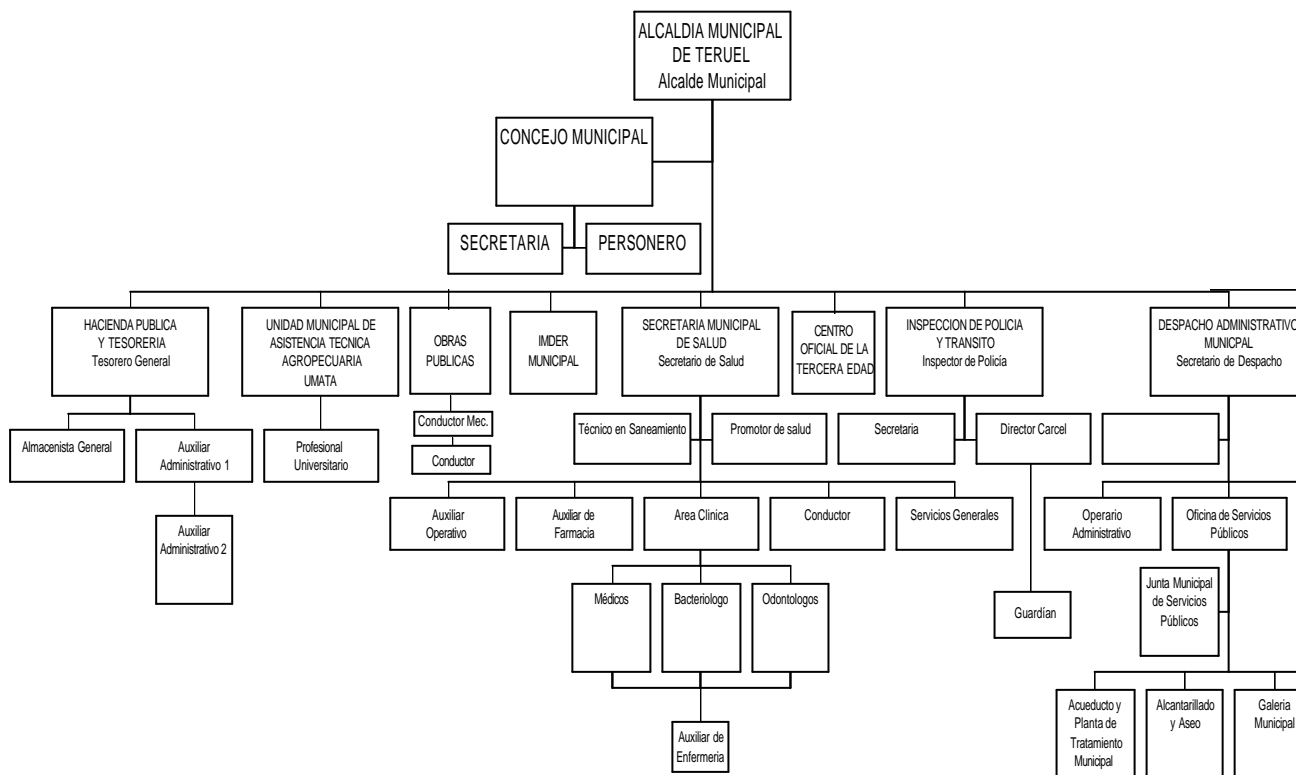 ALCALDIA MUNICIPAL
DE TERUEL
Alcalde Municipal
CONCEJO MUNICIPAL
SECRETARIA
PERSONERO
HACIENDA PUBLICA
Y TESORERIA
Tesorero General
UNIDAD MUNICIPAL DE
ASISTENCIA TECNICA
AGROPECUARIA
UMATA
OBRAS
PUBLICAS
IMDER
MUNICIPAL
SECRETARIA MUNICIPAL
DE SALUD
Secretario de Salud
CENTRO
OFICIAL DE LA
TERCERA EDAD
INSPECCION DE POLICIA
Y TRANSITO
Inspector de Policía
DESPACHO ADMINISTRATIVO
MUNICPAL
Secretario de Despacho
Almacenista General
Auxiliar
Administrativo 1
Profesional
Universitario
Conductor Mec.
Conductor
Técnico en Saneamiento
Promotor de salud
Secretaria
Director Carcel
Auxiliar
Administrativo 2
Auxiliar
Operativo
Auxiliar de
Farmacia
Area Clinica
Conductor
Servicios Generales
Operario
Administrativo
Oficina de Servicios
Públicos
Médicos
Bacteriologo
Odontologos
Guardían
Junta Municipal
de Servicios
Públicos
Auxiliar de
Enfermeria
Acueducto y
Planta de
Tratamiento
Municipal
Alcantarillado
y Aseo
Galeria
Municipal